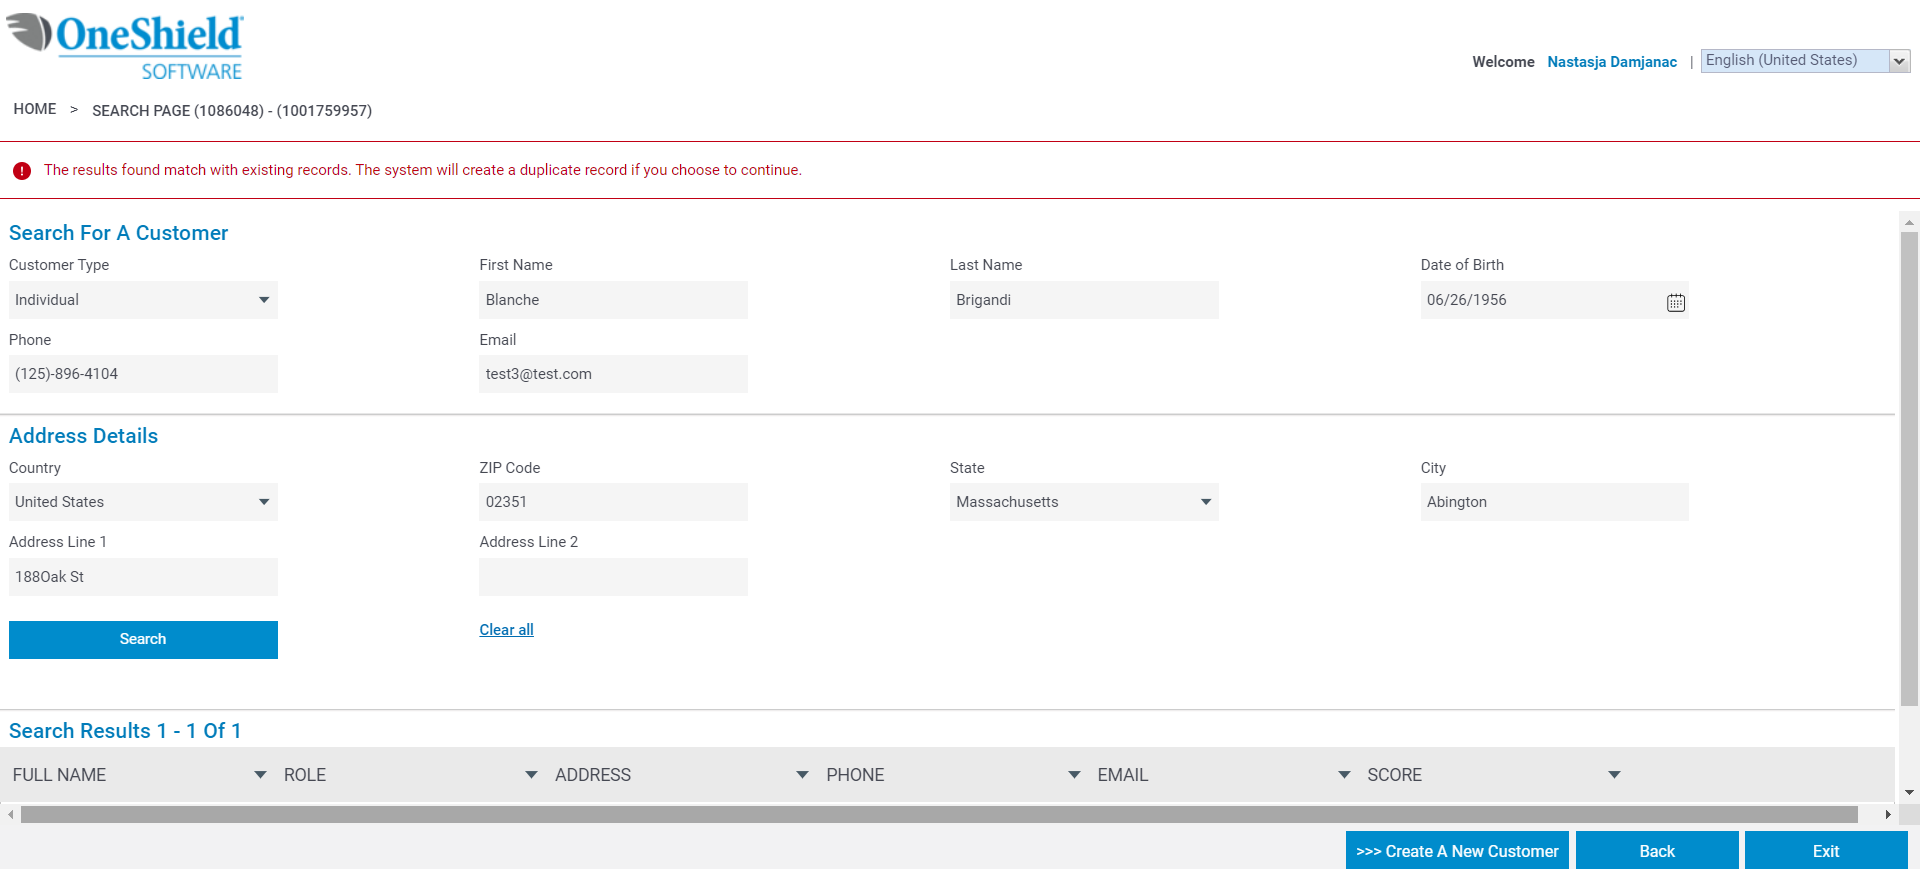 OneShield
SOFTWARE
Welcome Nastasja Damjanac | English (United States)
HOME > SEARCH PAGE (1086048) - (1001759957)
The results found match with existing records. The system will create a duplicate record if you choose to continue.
Search For A Customer
Customer Type First Name Last Name Date of Birth
Individual Blanche Brigandi 06/26/1956
Phone Email
(125)-896-4104 test3@test.com
Address Details
Country ZIP Code State City
United States 02351 Massachusetts Abington
Address Line 1 Address Line 2
188Oak St
Search Clear all
Search Results 1 - 1 Of 1
FULL NAME ROLE ADDRESS PHONE EMAIL SCORE
>>> Create A New Customer Back Exit